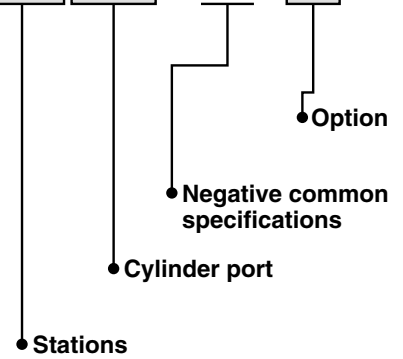 Option
Negative common
specifications
Cylinder port
Stations